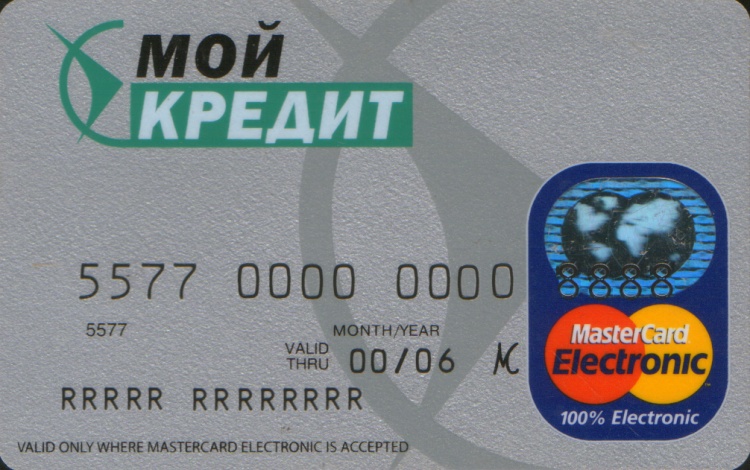 МОЙ
КРЕДИТ
5577 0000 0000 8888
5577
MONTH/YEAR
VALID
THRU 00/06 MC
RRRRR RRRRRRRR
VALID ONLY WHERE MASTERCARD ELECTRONIC IS ACCEPTED
MasterCard
Electronic
100% Electronic